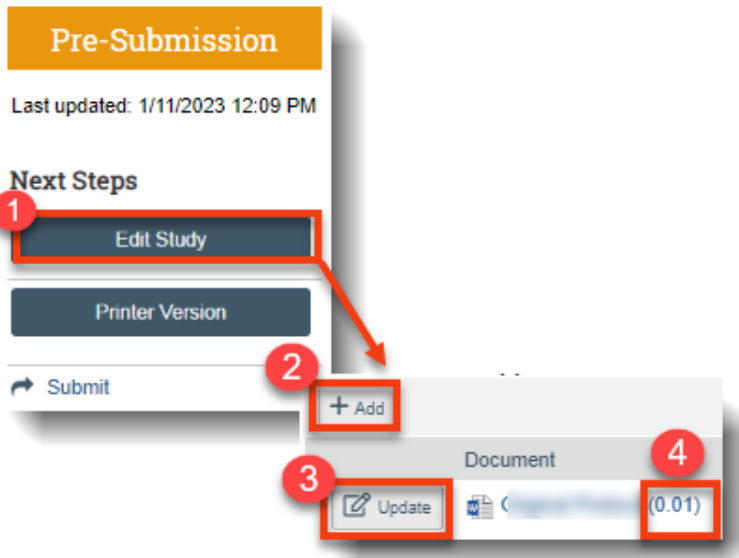 Pre-Submission
Last updated: 1/11/2023 12:09 PM
Next Steps
1
Edit Study
Printer Version
Submit
2
+ Add
Document
4
3
Update
(0.01)